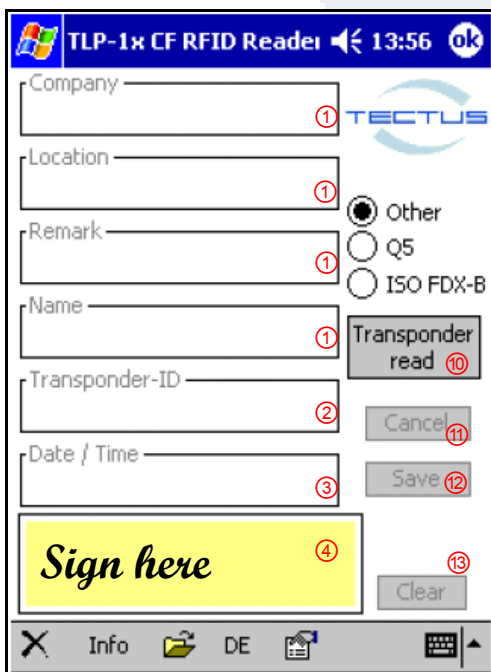 TLP-1x CF RFID Reader 13:56 ok
Company
①
TECTUS
Location
①
Other
Remark
①
Q5
ISO FDX-B
Name
①
Transponder
read ⑩
Transponder-ID
②
Cancel ⑪
Date / Time
③
Save ⑫
Sign here ④
⑬
Clear
Info DE